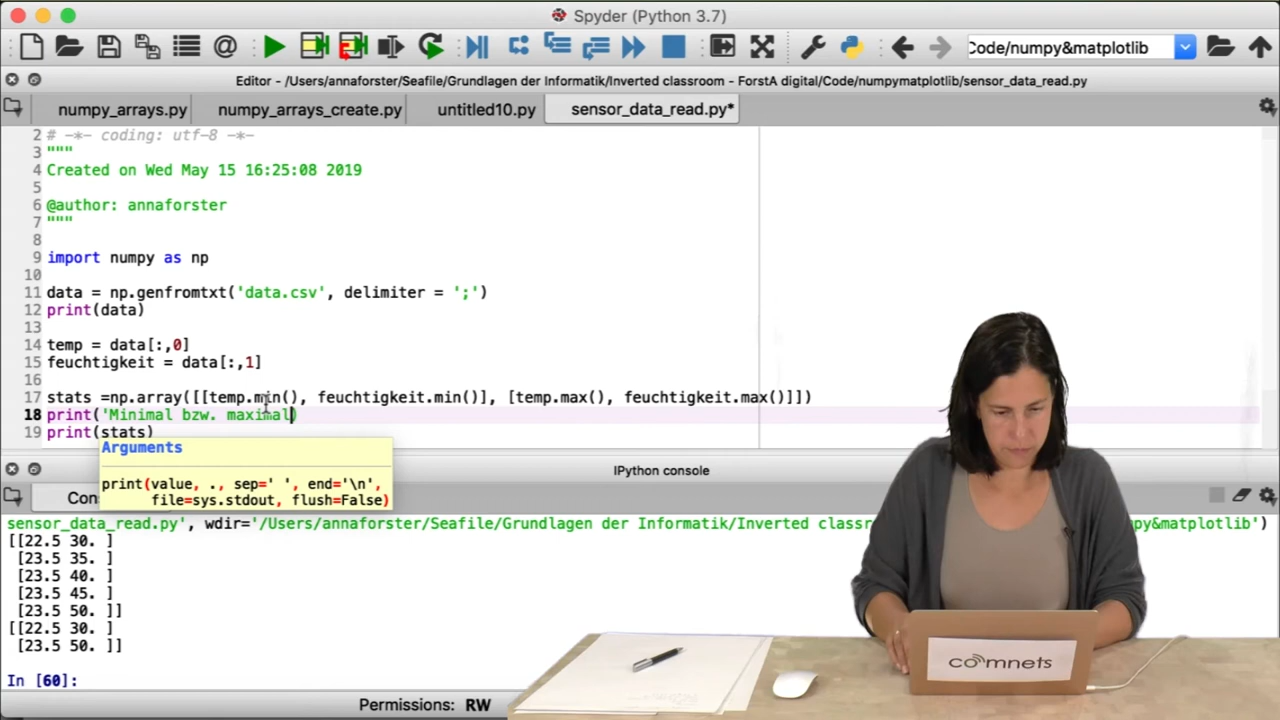 Spyder (Python 3.7)
Code/numpy&matplotlib
Editor - /Users/annaforster/Seafile/Grundlagen der Informatik/Inverted classroom - ForstA digital/Code/numpymatplotlib/sensor_data_read.py
numpy_arrays.py numpy_arrays_create.py untitled10.py sensor_data_read.py*
2 # -*- coding: utf-8 -*-
3 """
4 Created on Wed May 15 16:25:08 2019
5
6 @author: annaforster
7 """
8
9 import numpy as np
10
11 data = np.genfromtxt('data.csv', delimiter = ';')
12 print(data)
13
14 temp = data[:,0]
15 feuchtigkeit = data[:,1]
16
17 stats =np.array([[temp.min(), feuchtigkeit.min()], [temp.max(), feuchtigkeit.max()]])
18 print('Minimal bzw. maximal)
19 print(stats)
Arguments
print(value, ., sep=' ', end='\n',
file=sys.stdout, flush=False)
IPython console
Con
sensor_data_read.py', wdir='/Users/annaforster/Seafile/Grundlagen der Informatik/Inverted classr py&matplotlib')
[[22.5 30. ]
[23.5 35. ]
[23.5 40. ]
[23.5 45. ]
[23.5 50. ]]
[[22.5 30. ]
[23.5 50. ]]
In [60]:
Permissions: RW
comnets